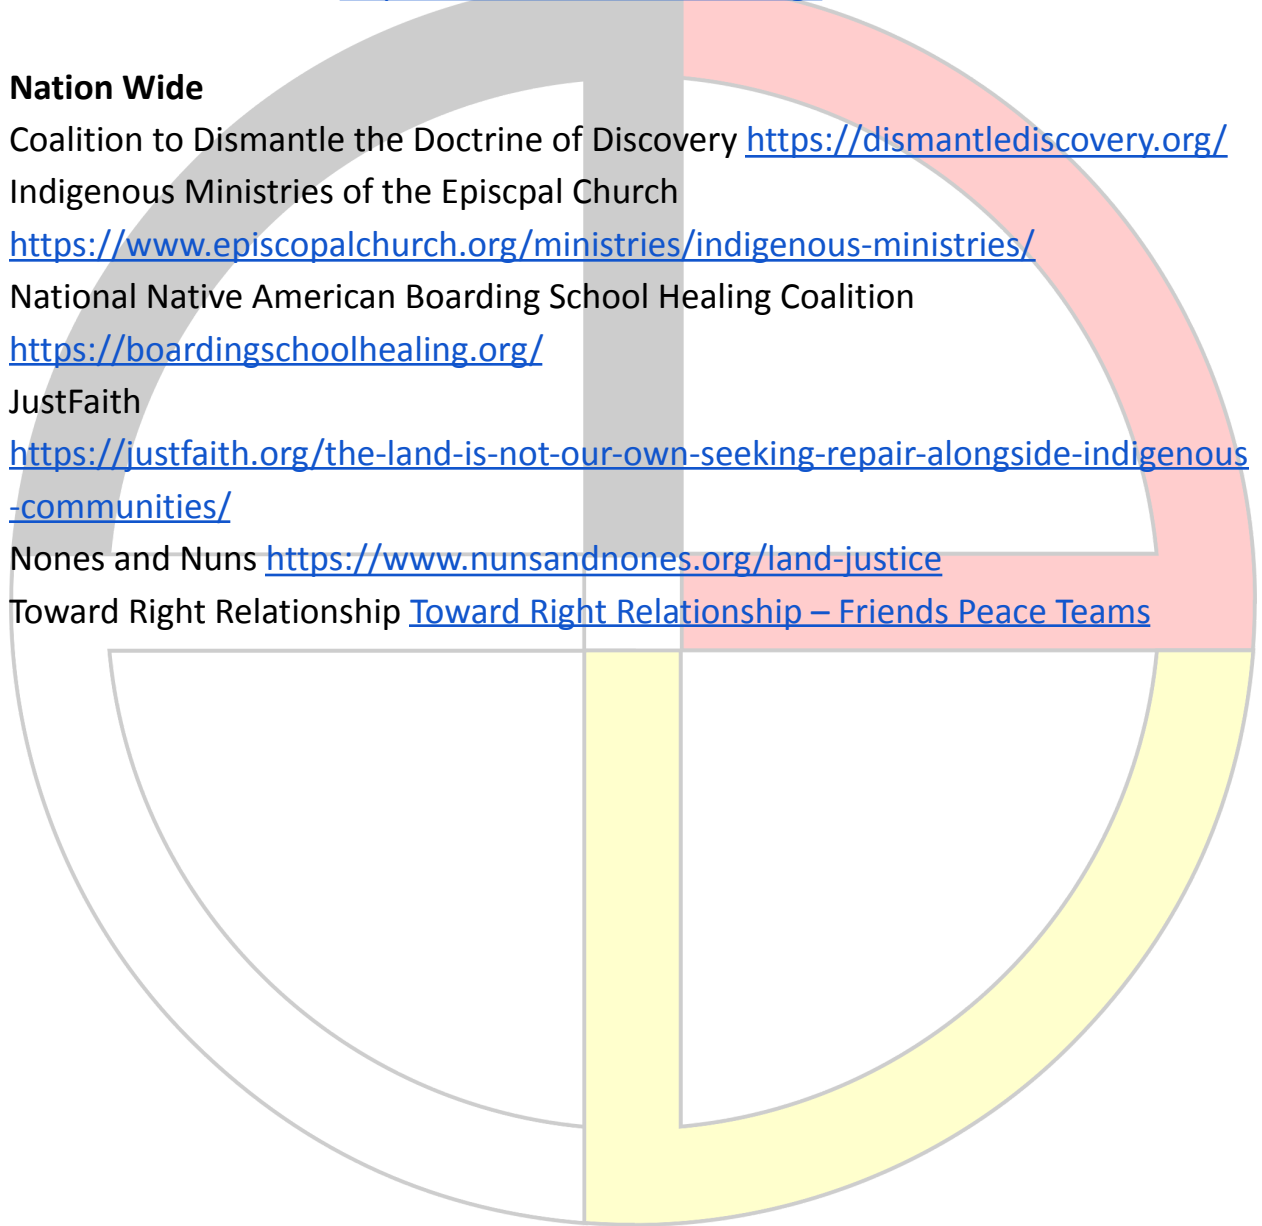 Nation Wide
Coalition to Dismantle the Doctrine of Discovery https://dismantlediscovery.org/
Indigenous Ministries of the Episcpal Church
https://www.episcopalchurch.org/ministries/indigenous-ministries/
National Native American Boarding School Healing Coalition
https://boardingschoolhealing.org/
JustFaith
https://justfaith.org/the-land-is-not-our-own-seeking-repair-alongside-indigenous
-communities/
Nones and Nuns https://www.nunsandnones.org/land-justice
Toward Right Relationship Toward Right Relationship – Friends Peace Teams